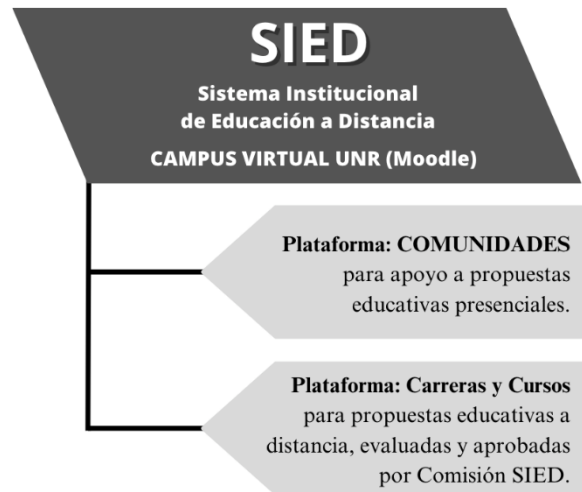 SIED
Sistema Institucional
de Educación a Distancia
CAMPUS VIRTUAL UNR (Moodle)
Plataforma: COMUNIDADES
para apoyo a propuestas
educativas presenciales.
Plataforma: Carreras y Cursos
para propuestas educativas a
distancia, evaluadas y aprobadas
por Comisión SIED.